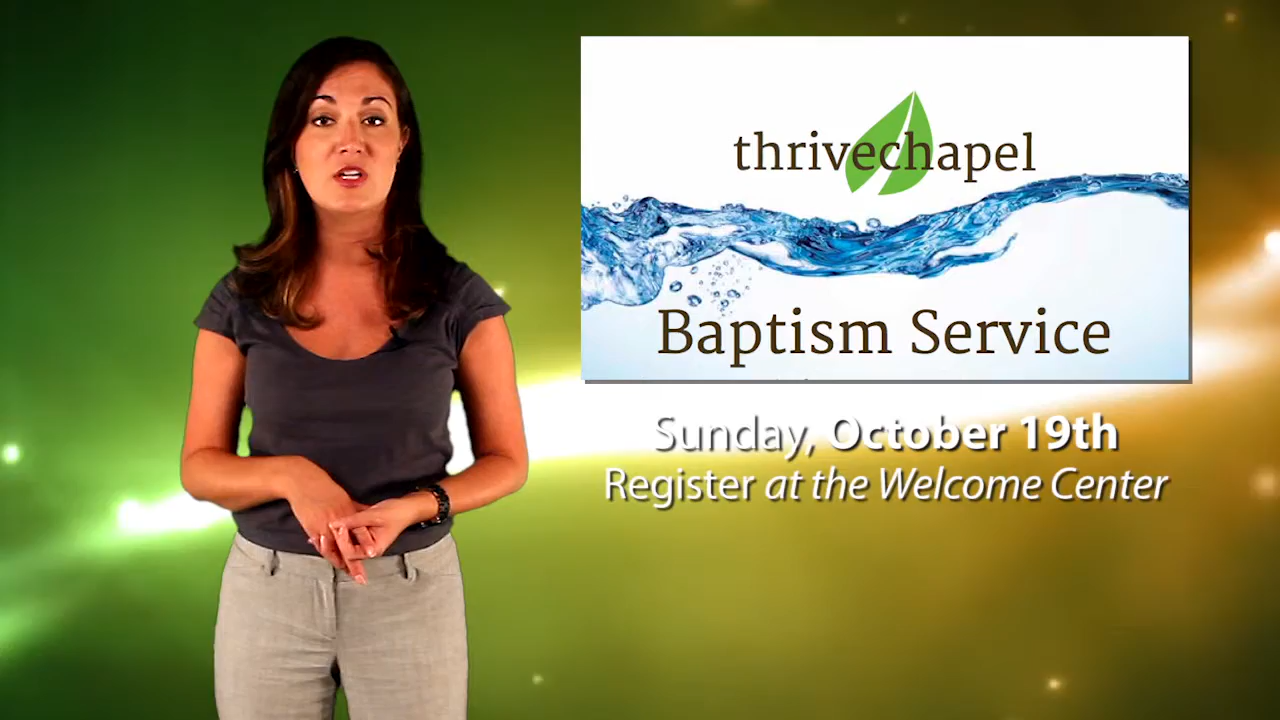 thrivechapel
Baptism Service
Sunday, October 19th
Register at the Welcome Center